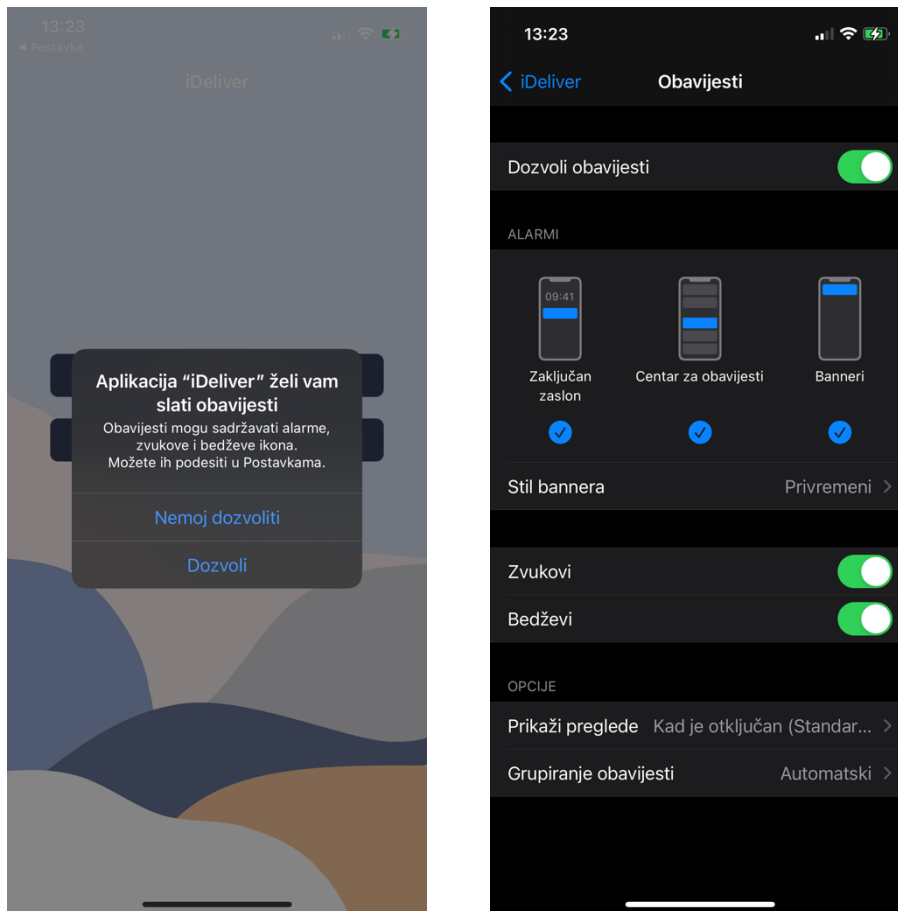 13:23
◀ Postavke
iDeliver
Aplikacija “iDeliver” želi vam
slati obavijesti
Obavijesti mogu sadržavati alarme,
zvukove i bedževe ikona.
Možete ih podesiti u Postavkama.
Nemoj dozvoliti
Dozvoli
13:23
iDeliver
Obavijesti
Dozvoli obavijesti
ALARMI
09:41
Zaključan
zaslon
Centar za obavijesti
Banneri
Stil bannera Privremeni
Zvukovi
Bedževi
OPCIJE
Prikaži preglede Kad je otključan (Standar...
Grupiranje obavijesti Automatski